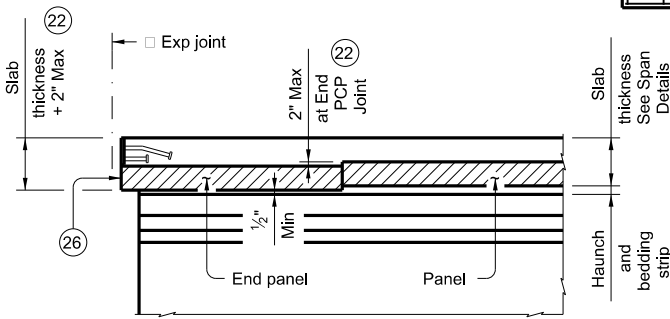 22
Slab
thickness
+ 2" Max
□ Exp joint
22
2" Max
at End
PCP
Joint
Slab
thickness
See Span
Details
26
½"
Min
End panel
Panel
Haunch
and
bedding
strip